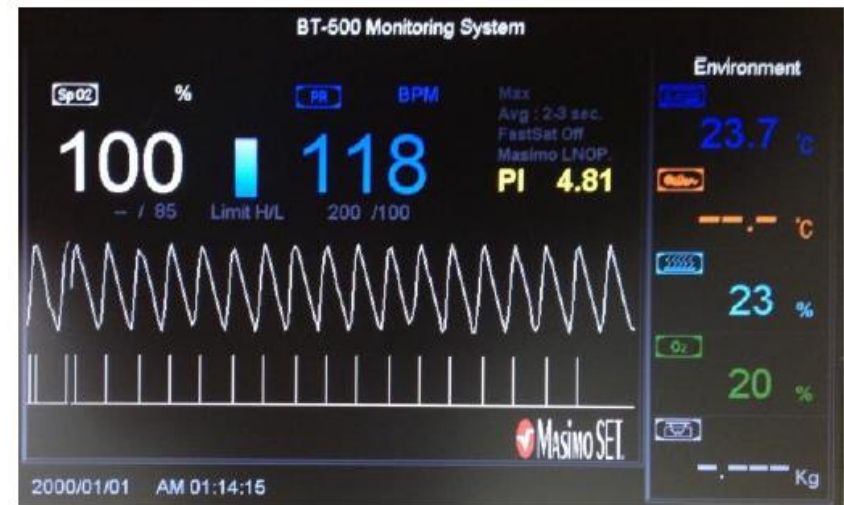 BT-500 Monitoring System
SpO2 % PR BPM
Max
Avg : 2-3 sec.
FastSat Off
Masimo LNOP.
100 118
PI 4.81
-- / 85 Limit H/L 200 /100
Masimo SET.
2000/01/01 AM 01:14:15
Environment
23.7 °C
--.- °C
23 %
O2
20 %
-.--- Kg